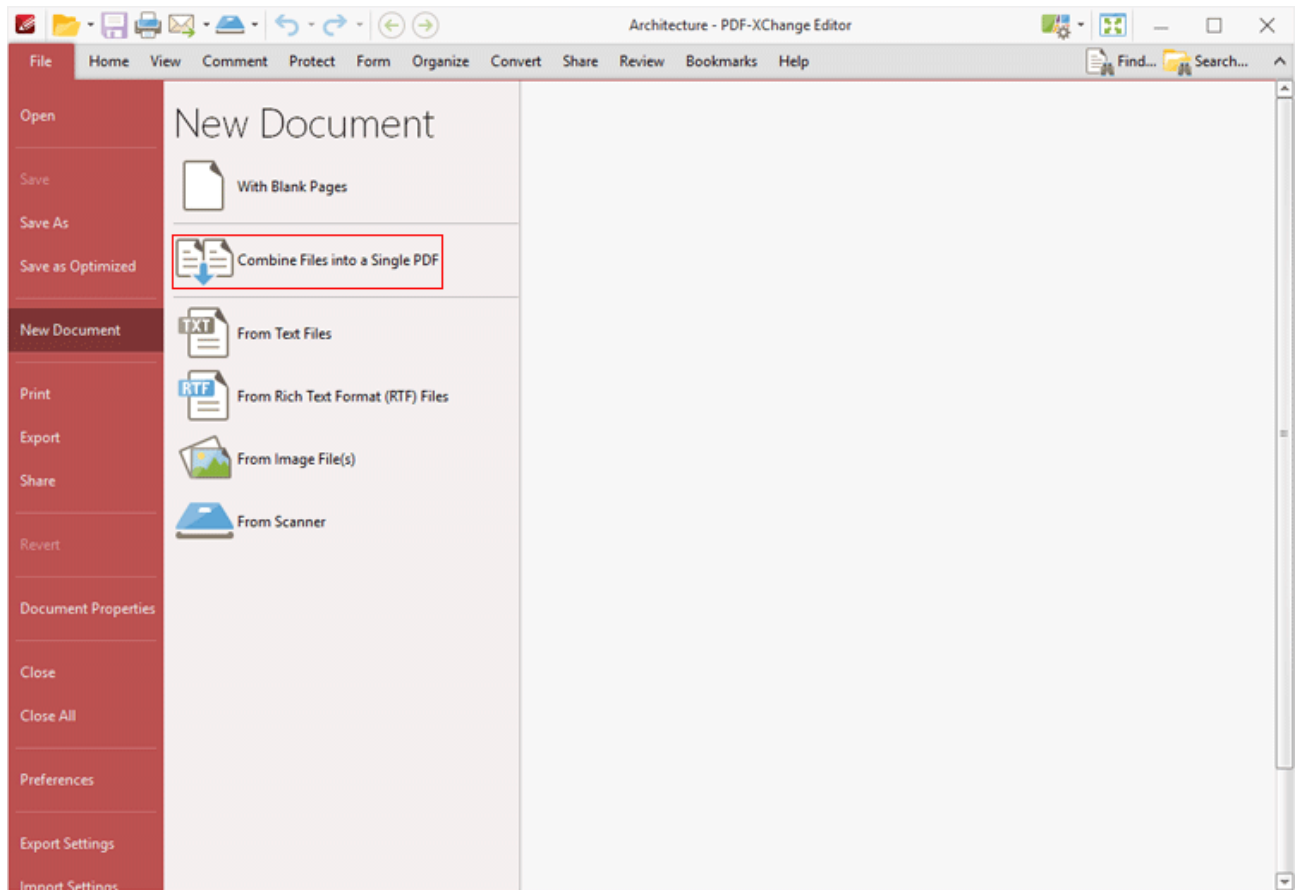 Architecture - PDF-XChange Editor
File Home View Comment Protect Form Organize Convert Share Review Bookmarks Help Find... Search...
Open
Save
Save As
Save as Optimized
New Document
Print
Export
Share
Revert
Document Properties
Close
Close All
Preferences
Export Settings
Import Settings
New Document
With Blank Pages
Combine Files into a Single PDF
TXT
From Text Files
RTF
From Rich Text Format (RTF) Files
From Image File(s)
From Scanner